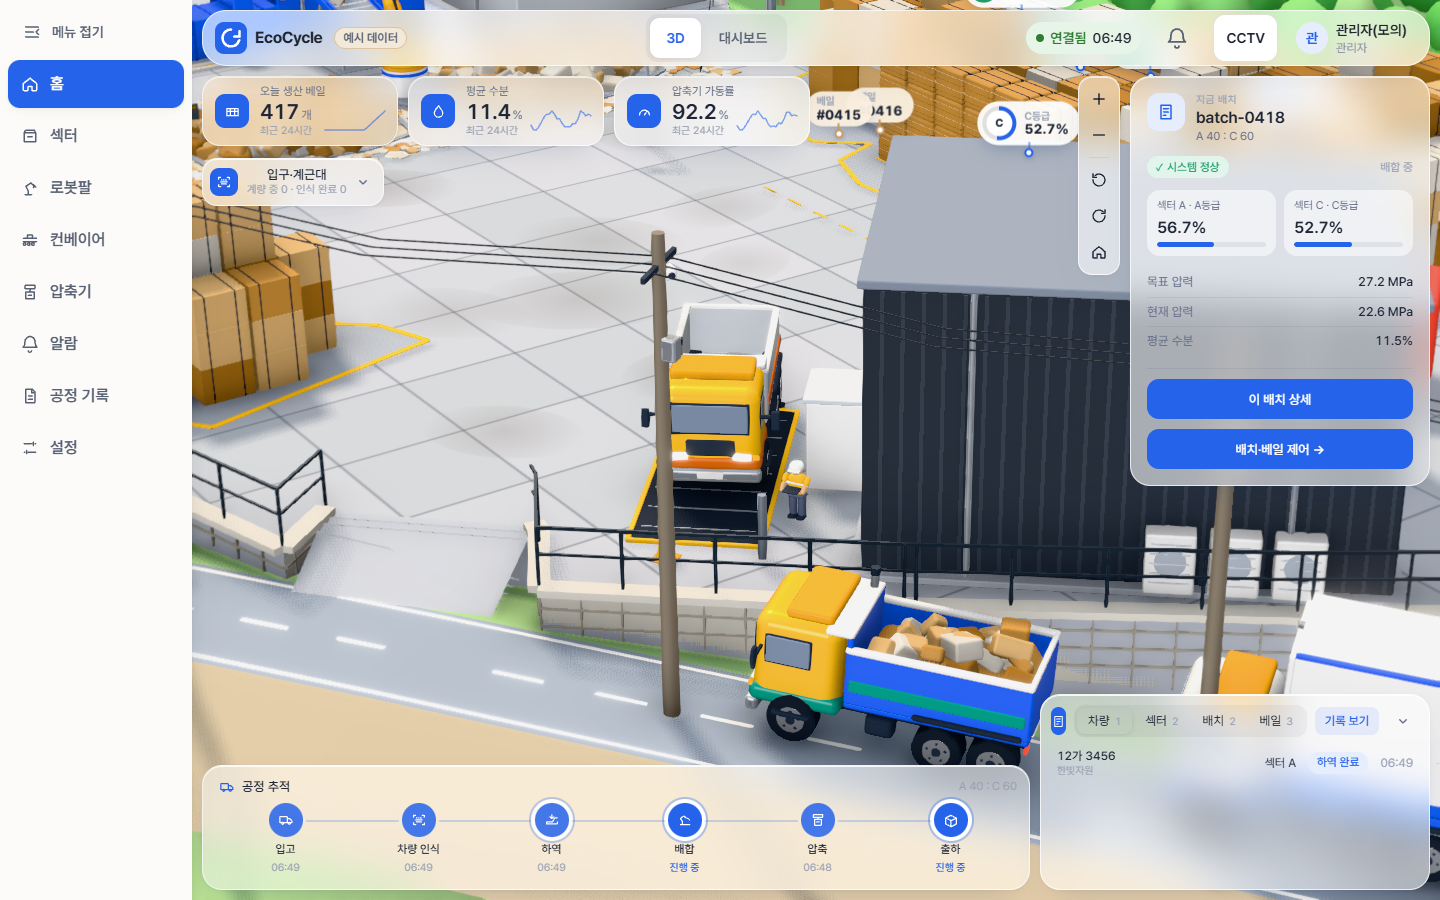 메뉴 접기
홈
섹터
로봇팔
컨베이어
압축기
알람
공정 기록
설정
EcoCycle
예시 데이터
3D
대시보드
연결됨 06:49
CCTV
관
관리자(모의)
관리자
오늘 생산 베일
417개
최근 24시간
평균 수분
11.4%
최근 24시간
압축기 가동률
92.2%
최근 24시간
베일
#0415
0416
C
C등급
52.7%
입구·계근대
계량 중 0 · 인식 완료 0
지금 배치
batch-0418
A 40 : C 60
✓ 시스템 정상
배합 중
섹터 A · A등급
56.7%
섹터 C · C등급
52.7%
목표 압력
27.2 MPa
현재 압력
22.6 MPa
평균 수분
11.5%
이 배치 상세
배치·베일 제어 →
공정 추적
A 40 : C 60
입고
06:49
차량 인식
06:49
하역
06:49
배합
진행 중
압축
06:48
출하
진행 중
차량 1
섹터 2
배치 2
베일 3
기록 보기
12가 3456
한빛자원
섹터 A
하역 완료
06:49